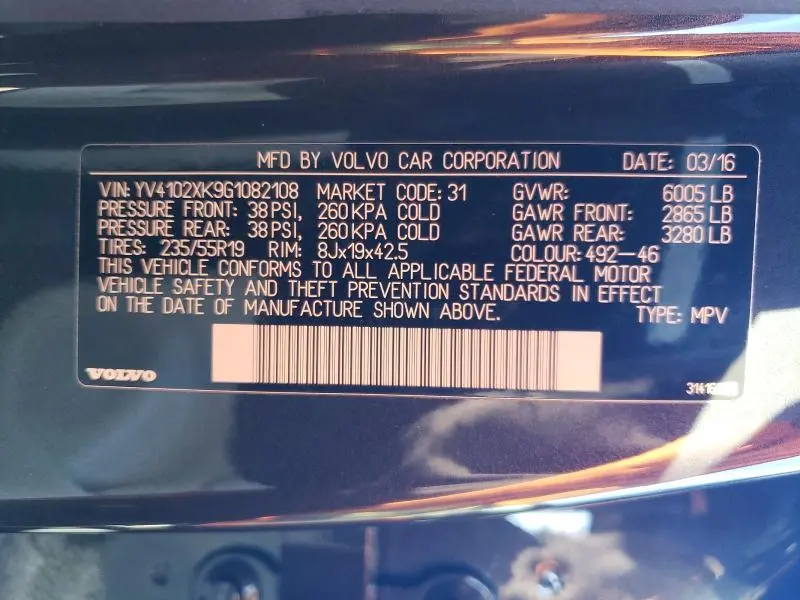 MFD BY VOLVO CAR CORPORATION DATE: 03/16
VIN: YV4102XK9G1082108 MARKET CODE: 31 GVWR: 6005 LB
PRESSURE FRONT: 38 PSI, 260 KPA COLD GAWR FRONT: 2865 LB
PRESSURE REAR: 38 PSI, 260 KPA COLD GAWR REAR: 3280 LB
TIRES: 235/55R19 RIM: 8Jx19x42.5 COLOUR: 492-46
THIS VEHICLE CONFORMS TO ALL APPLICABLE FEDERAL MOTOR
VEHICLE SAFETY AND THEFT PREVENTION STANDARDS IN EFFECT
ON THE DATE OF MANUFACTURE SHOWN ABOVE. TYPE: MPV
VOLVO